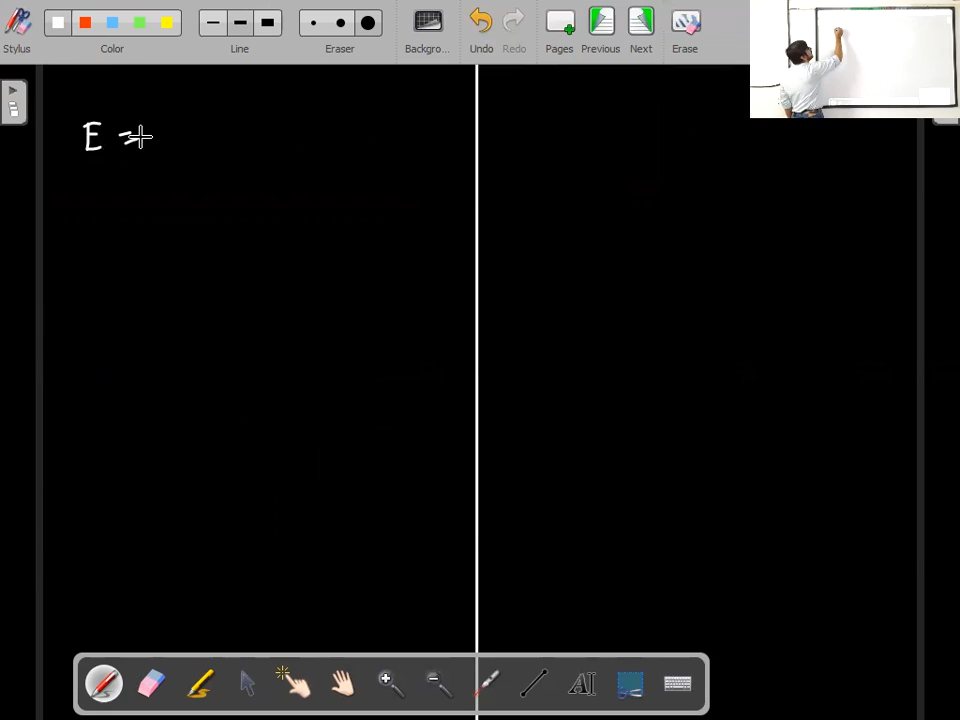 Stylus
Color
Line
Eraser
Backgro...
Undo
Redo
Pages
Previous
Next
Erase
E =